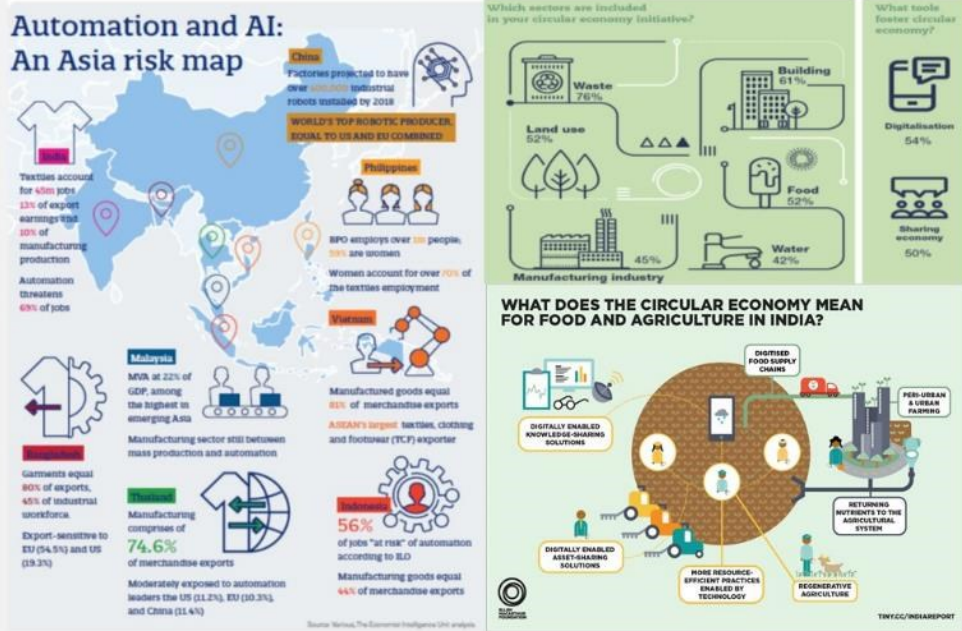 Automation and AI:
An Asia risk map
China
Factories projected to have
over 400,000 industrial
robots installed by 2018
WORLD'S TOP ROBOTIC PRODUCER,
EQUAL TO US AND EU COMBINED
India
Textiles account
for 45m jobs
13% of export
earnings and
10% of
manufacturing
production
Automation
threatens
69% of jobs
Philippines
BPO employs over 1m people;
59% are women
Women account for over 70% of
the textiles employment
Vietnam
Manufactured goods equal
81% of merchandise exports
ASEAN's largest textiles, clothing
and footwear (TCF) exporter
Malaysia
MVA at 22% of
GDP, among
the highest in
emerging Asia
Manufacturing sector still between
mass production and automation
Bangladesh
Garments equal
80% of exports,
45% of industrial
workforce.
Export-sensitive to
EU (54.5%) and US
(19.3%)
Thailand
Manufacturing
comprises of
74.6%
of merchandise exports
Moderately exposed to automation
leaders the US (11.2%), EU (10.3%),
and China (11.4%)
Indonesia
56%
of jobs "at risk" of automation
according to ILO
Manufacturing goods equal
44% of merchandise exports
Source: Various, The Economist Intelligence Unit analysis
Which sectors are included
in your circular economy initiative?
Waste
76%
Building
61%
Land use
52%
Food
52%
45%
Manufacturing industry
Water
42%
What tools
foster circular
economy?
Digitalisation
54%
Sharing
economy
50%
WHAT DOES THE CIRCULAR ECONOMY MEAN
FOR FOOD AND AGRICULTURE IN INDIA?
DIGITISED
FOOD SUPPLY
CHAINS
PERI-URBAN
& URBAN
FARMING
DIGITALLY ENABLED
KNOWLEDGE-SHARING
SOLUTIONS
RETURNING
NUTRIENTS TO THE
AGRICULTURAL
SYSTEM
DIGITALLY ENABLED
ASSET-SHARING
SOLUTIONS
MORE RESOURCE-
EFFICIENT PRACTICES
ENABLED BY
TECHNOLOGY
REGENERATIVE
AGRICULTURE
ELLEN
MACARTHUR
FOUNDATION
TINY.CC/INDIAREPORT